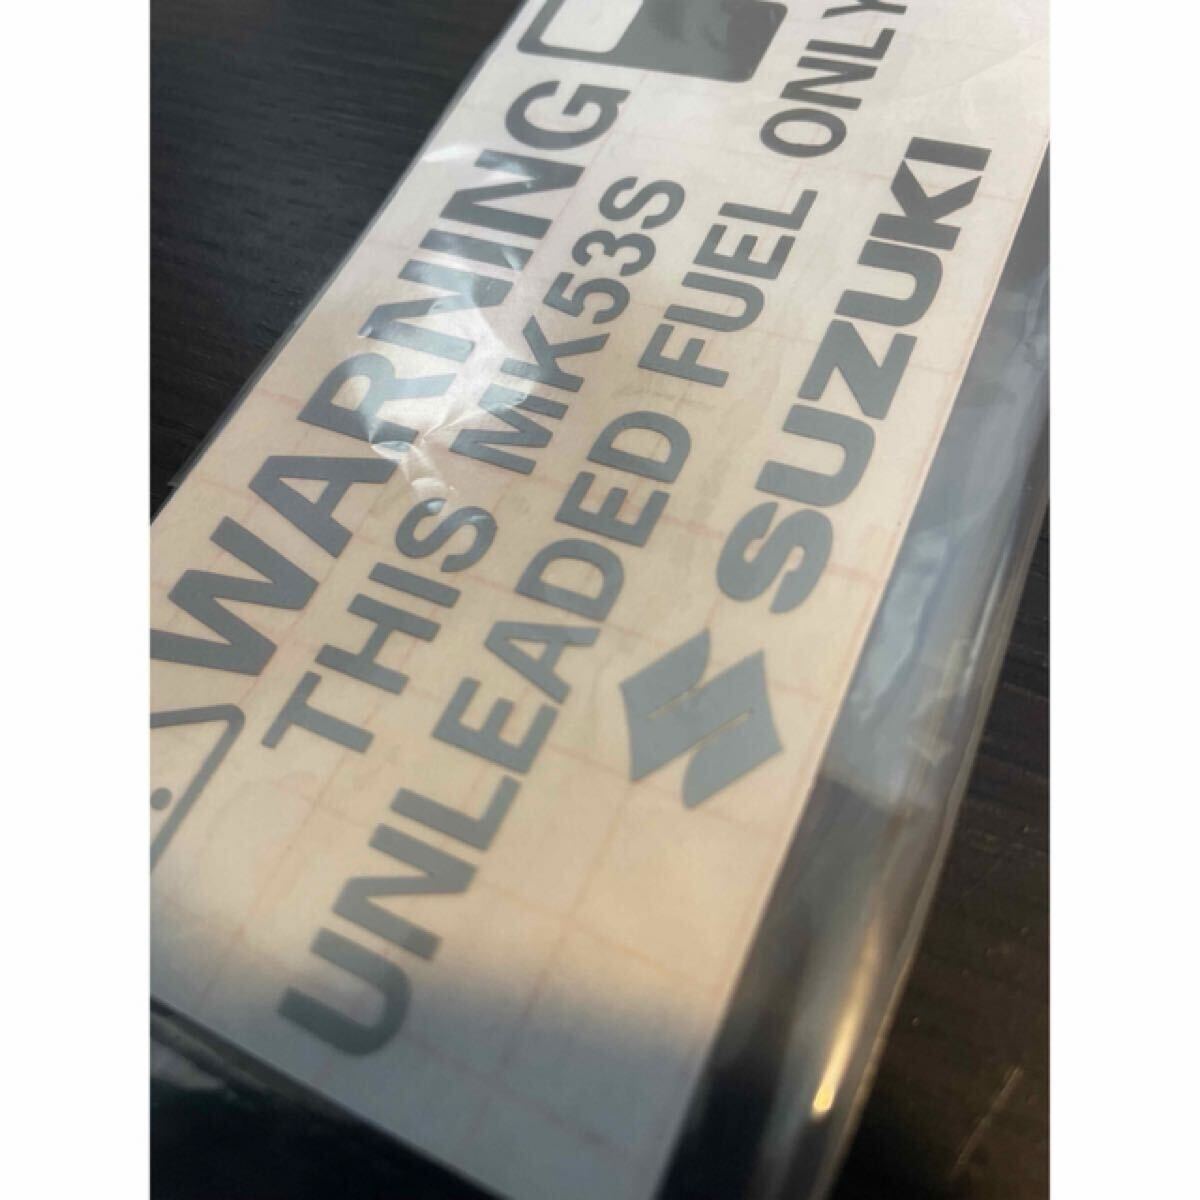 WARNING
THIS MK53S
UNLEADED FUEL ONLY
SUZUKI